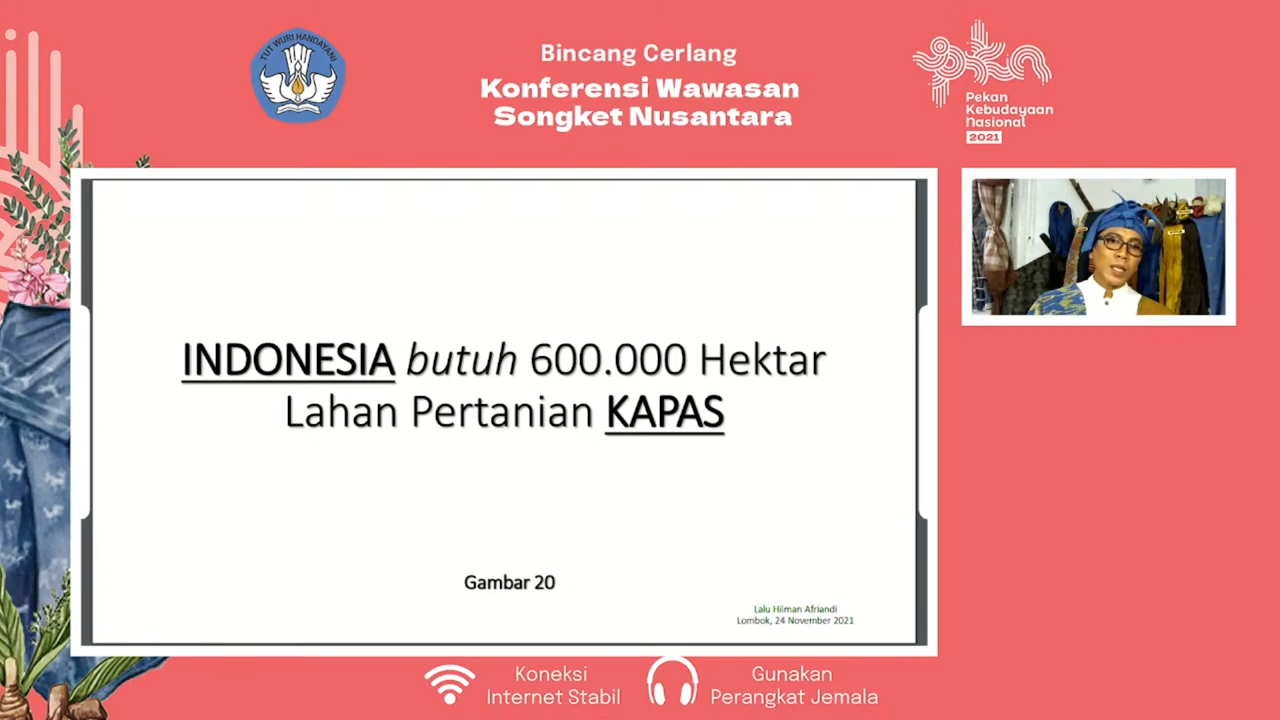 TUT WURI HANDAYANI
Bincang Cerlang
Konferensi Wawasan
Songket Nusantara
pkn
Pekan
Kebudayaan
Nasional
2021
INDONESIA butuh 600.000 Hektar
Lahan Pertanian KAPAS
Gambar 20
Lalu Hilman Afriandi
Lombok, 24 November 2021
Koneksi
Internet Stabil
Gunakan
Perangkat Jemala